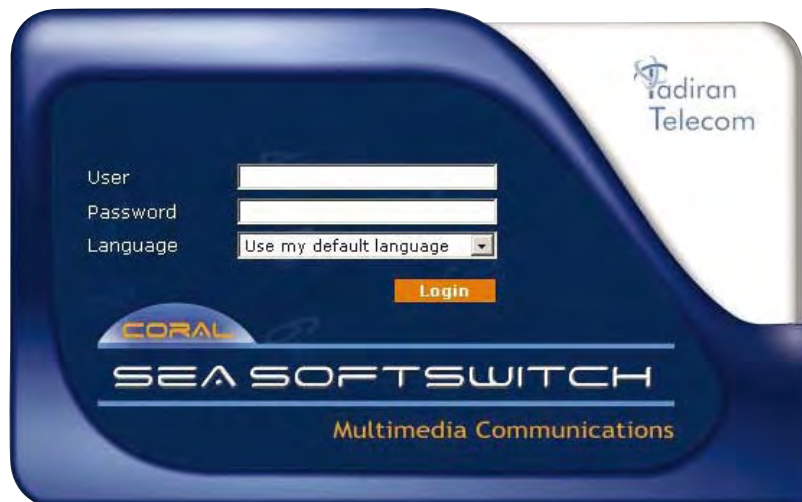 Tadiran
Telecom
User
Password
Language Use my default language
Login
CORAL
SEA SOFTSWITCH
Multimedia Communications